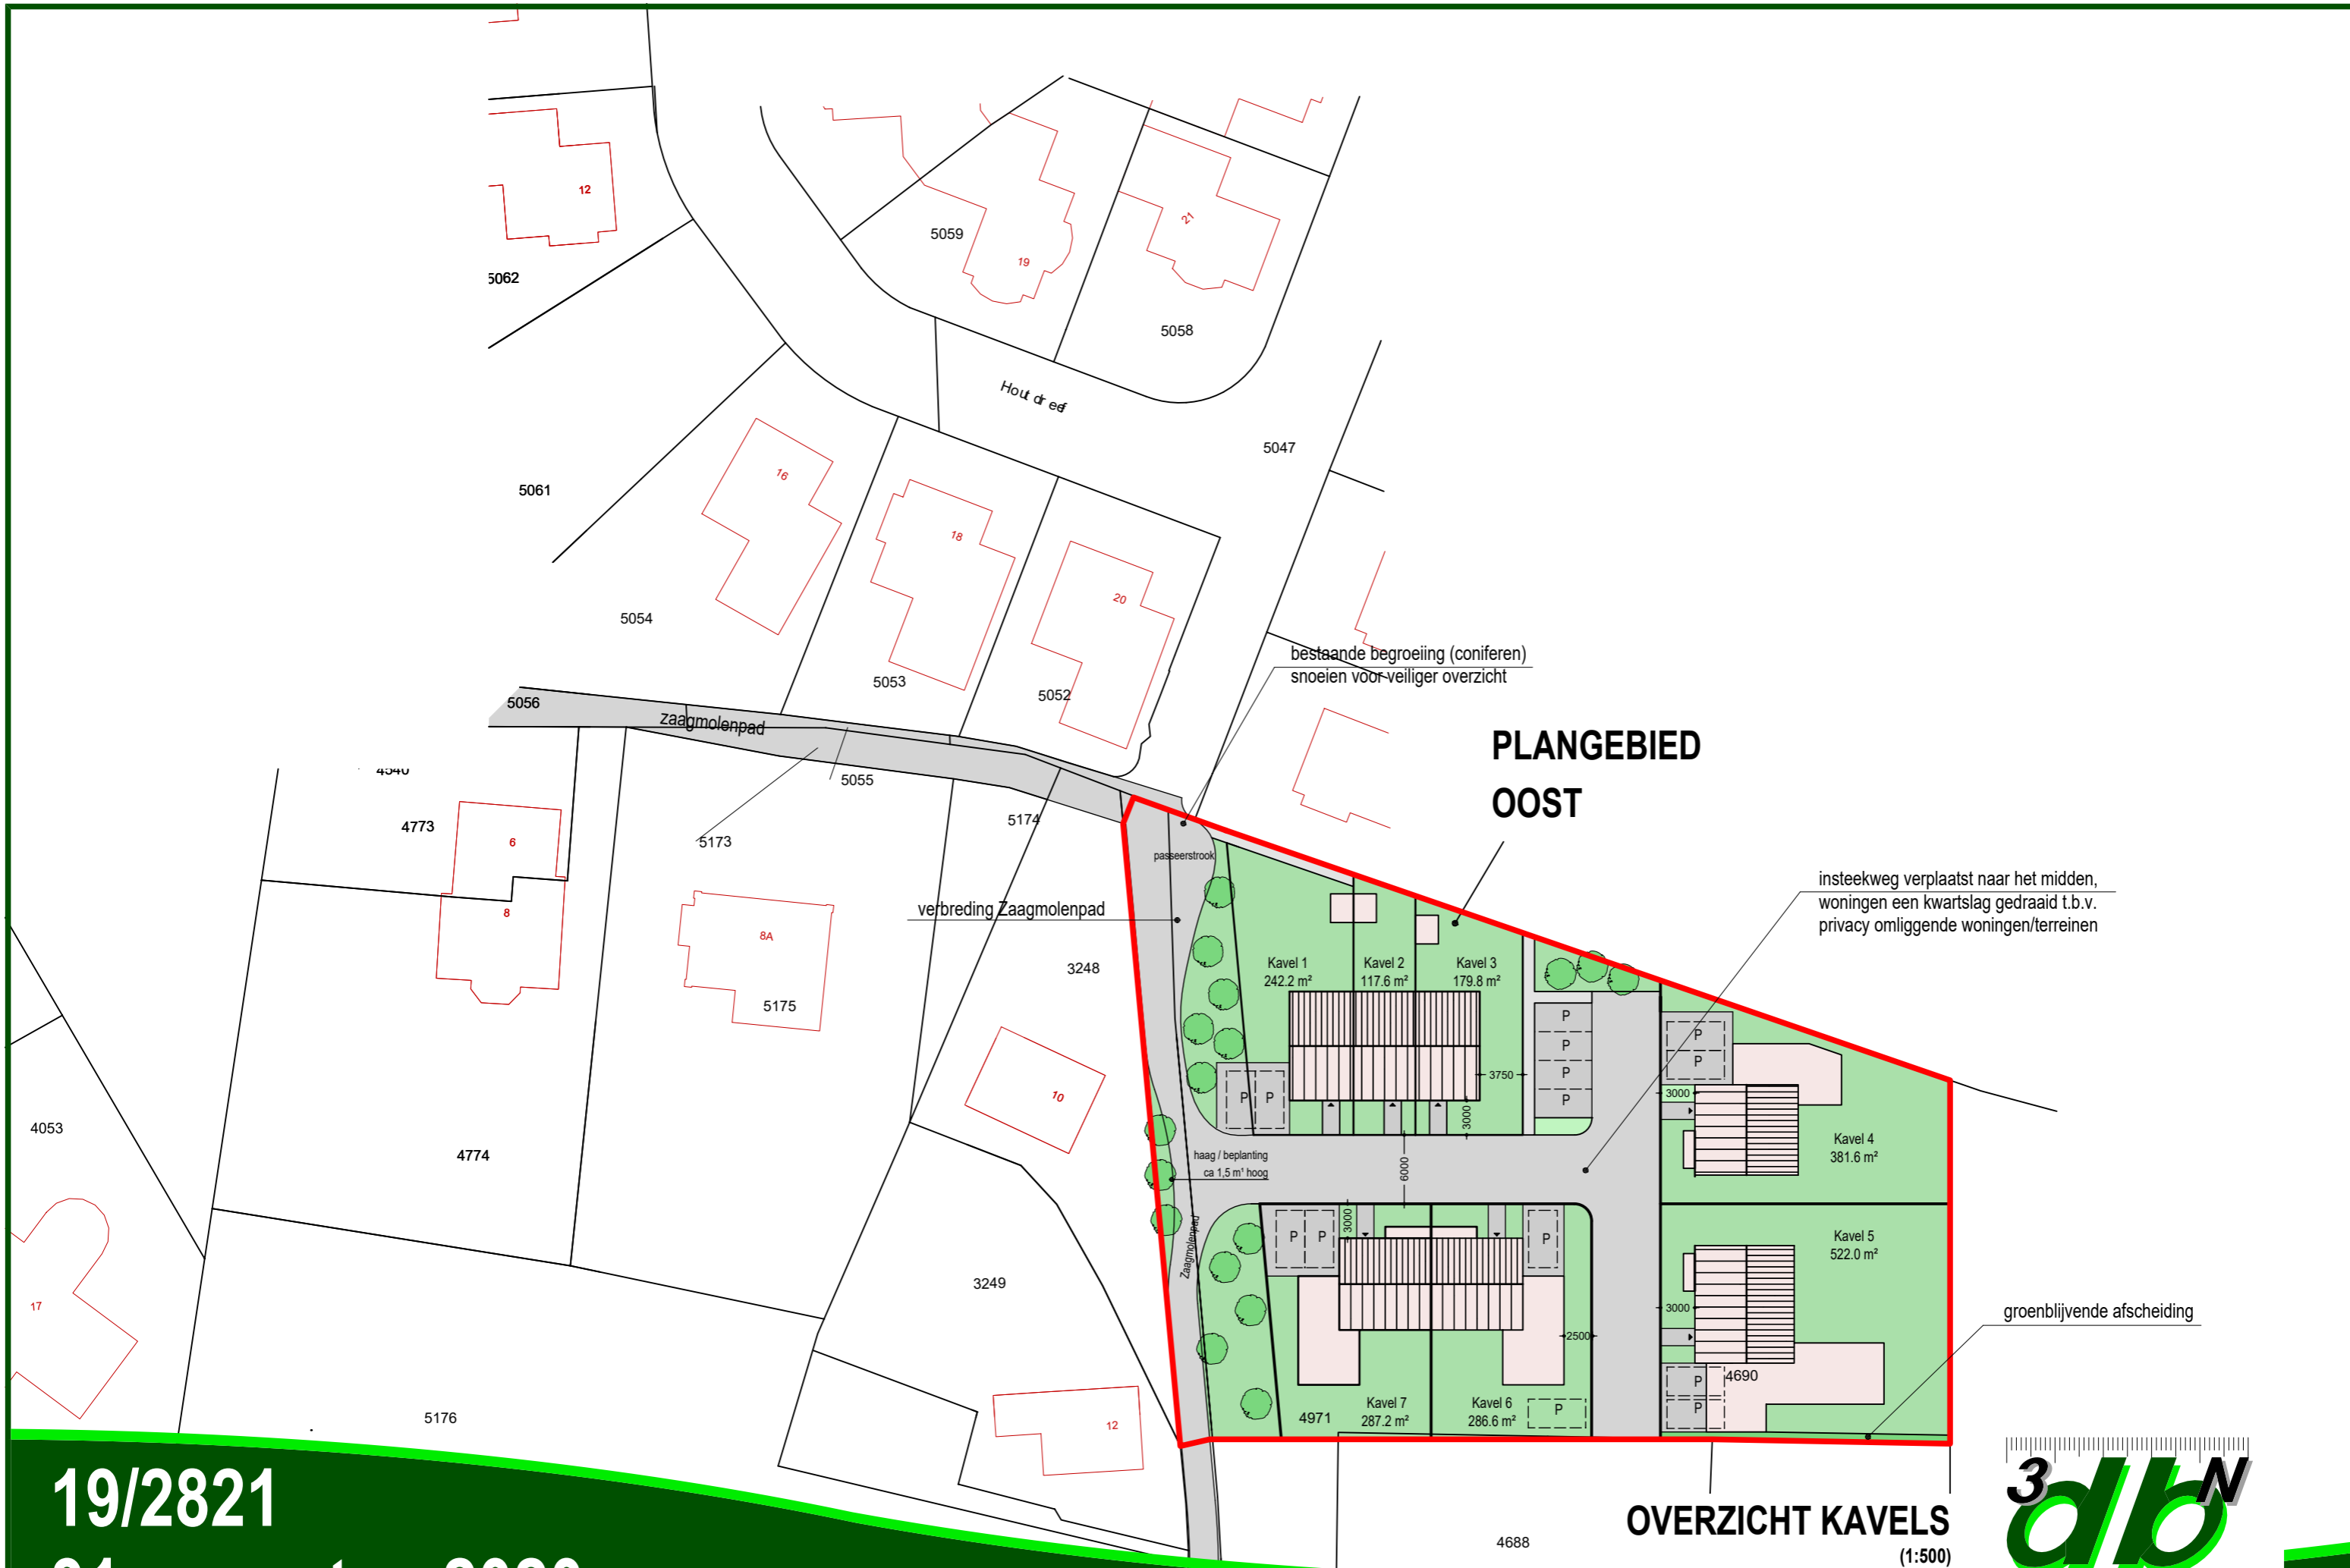 12
5062
5059
19
21
5058
Houtdreef
5047
5061
16
18
20
5054
5053
5052
5056
zaagmolenpad
5055
5173
5174
4540
4773
6
8
8A
5175
3248
10
4053
4774
17
3249
5176
12
bestaande begroeiing (coniferen)
snoeien voor veiliger overzicht
PLANGEBIED
OOST
insteekweg verplaatst naar het midden,
woningen een kwartslag gedraaid t.b.v.
privacy omliggende woningen/terreinen
passeerstrook
verbreding Zaagmolenpad
Kavel 1
242.2 m²
Kavel 2
117.6 m²
Kavel 3
179.8 m²
P
P
P
P
P
P
P
P
3750
3000
3000
Kavel 4
381.6 m²
haag / beplanting
ca 1,5 m¹ hoog
6000
Zaagmolenpad
P
P
3000
P
2500
3000
Kavel 5
522.0 m²
groenblijvende afscheiding
P
P
4690
4971
Kavel 7
287.2 m²
Kavel 6
286.6 m²
P
4688
OVERZICHT KAVELS
(1:500)
3 db N
19/2821